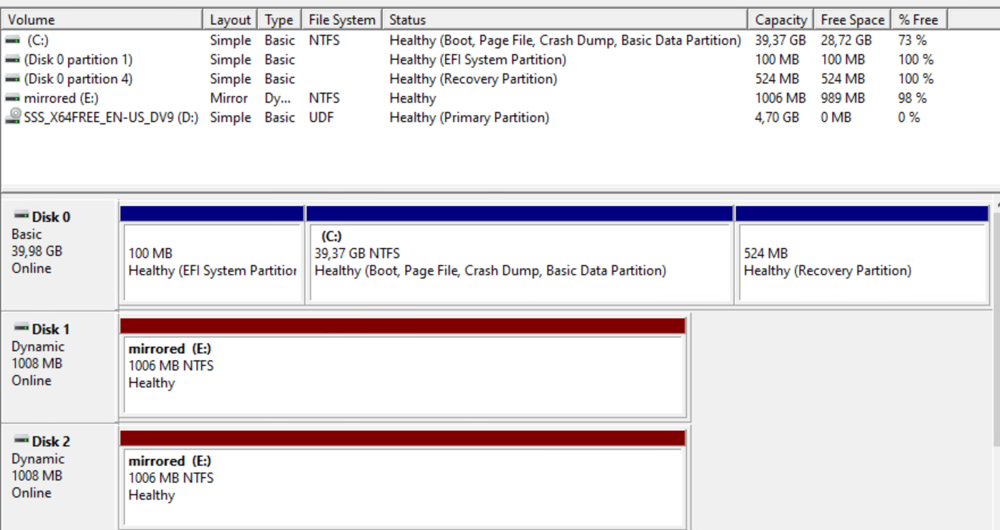 Volume Layout Type File System Status Capacity Free Space % Free
(C:) Simple Basic NTFS Healthy (Boot, Page File, Crash Dump, Basic Data Partition) 39,37 GB 28,72 GB 73 %
(Disk 0 partition 1) Simple Basic Healthy (EFI System Partition) 100 MB 100 MB 100 %
(Disk 0 partition 4) Simple Basic Healthy (Recovery Partition) 524 MB 524 MB 100 %
mirrored (E:) Mirror Dy... NTFS Healthy 1006 MB 989 MB 98 %
SSS_X64FREE_EN-US_DV9 (D:) Simple Basic UDF Healthy (Primary Partition) 4,70 GB 0 MB 0 %
Disk 0
Basic
39,98 GB
Online
100 MB
Healthy (EFI System Partition
(C:)
39,37 GB NTFS
Healthy (Boot, Page File, Crash Dump, Basic Data Partition)
524 MB
Healthy (Recovery Partition)
Disk 1
Dynamic
1008 MB
Online
mirrored (E:)
1006 MB NTFS
Healthy
Disk 2
Dynamic
1008 MB
Online
mirrored (E:)
1006 MB NTFS
Healthy